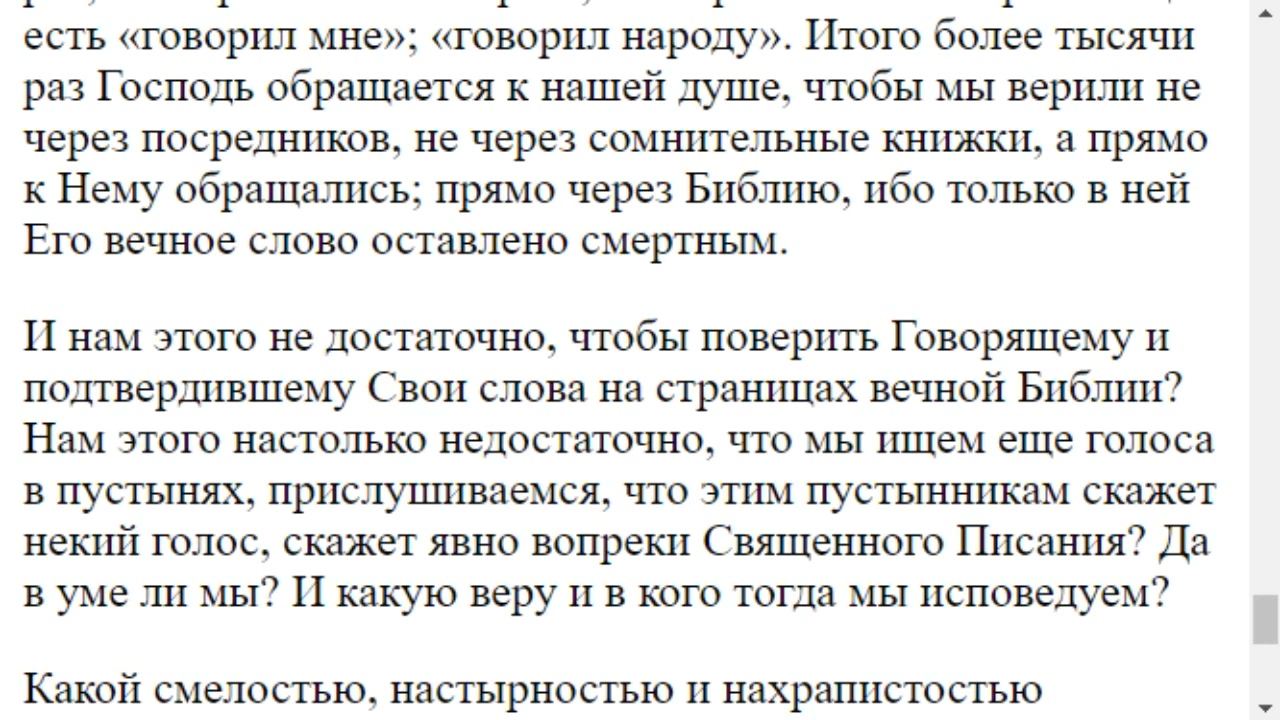 есть «говорил мне»; «говорил народу». Итого более тысячи
раз Господь обращается к нашей душе, чтобы мы верили не
через посредников, не через сомнительные книжки, а прямо
к Нему обращались; прямо через Библию, ибо только в ней
Его вечное слово оставлено смертным.
И нам этого не достаточно, чтобы поверить Говорящему и
подтвердившему Свои слова на страницах вечной Библии?
Нам этого настолько недостаточно, что мы ищем еще голоса
в пустынях, прислушиваемся, что этим пустынникам скажет
некий голос, скажет явно вопреки Священного Писания? Да
в уме ли мы? И какую веру и в кого тогда мы исповедуем?
Какой смелостью, настырностью и нахрапистостью